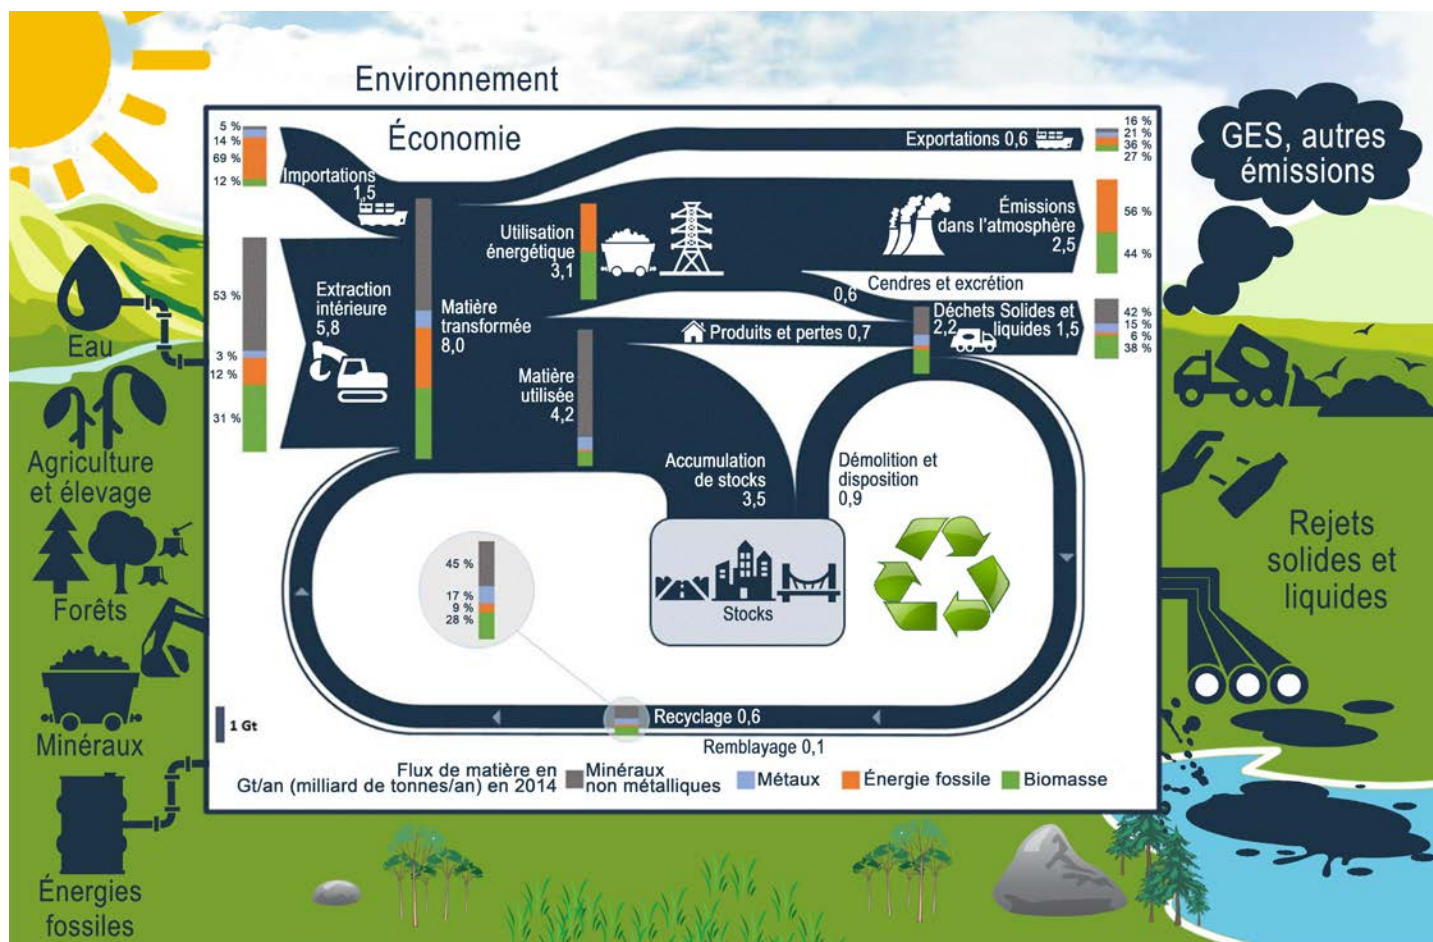 Environnement
Économie
5 %
14 %
69 %
12 %
Importations
1,5
Exportations 0,6
16 %
21 %
36 %
27 %
GES, autres
émissions
53 %
3 %
12 %
31 %
Extraction
intérieure
5,8
Matière
transformée
8,0
Utilisation
énergétique
3,1
Émissions
dans l'atmosphère
2,5
56 %
44 %
Cendres et excrétion
0,6
Produits et pertes 0,7
2,2
Déchets Solides et
liquides 1,5
42 %
15 %
6 %
38 %
Matière
utilisée
4,2
Accumulation
de stocks
3,5
Démolition et
disposition
0,9
Stocks
45 %
17 %
9 %
28 %
Recyclage 0,6
Remblayage 0,1
1 Gt
Flux de matière en
Gt/an (milliard de tonnes/an) en 2014
Minéraux
non métalliques
Métaux
Énergie fossile
Biomasse
Eau
Agriculture
et élevage
Forêts
Minéraux
Énergies
fossiles
Rejets
solides et
liquides